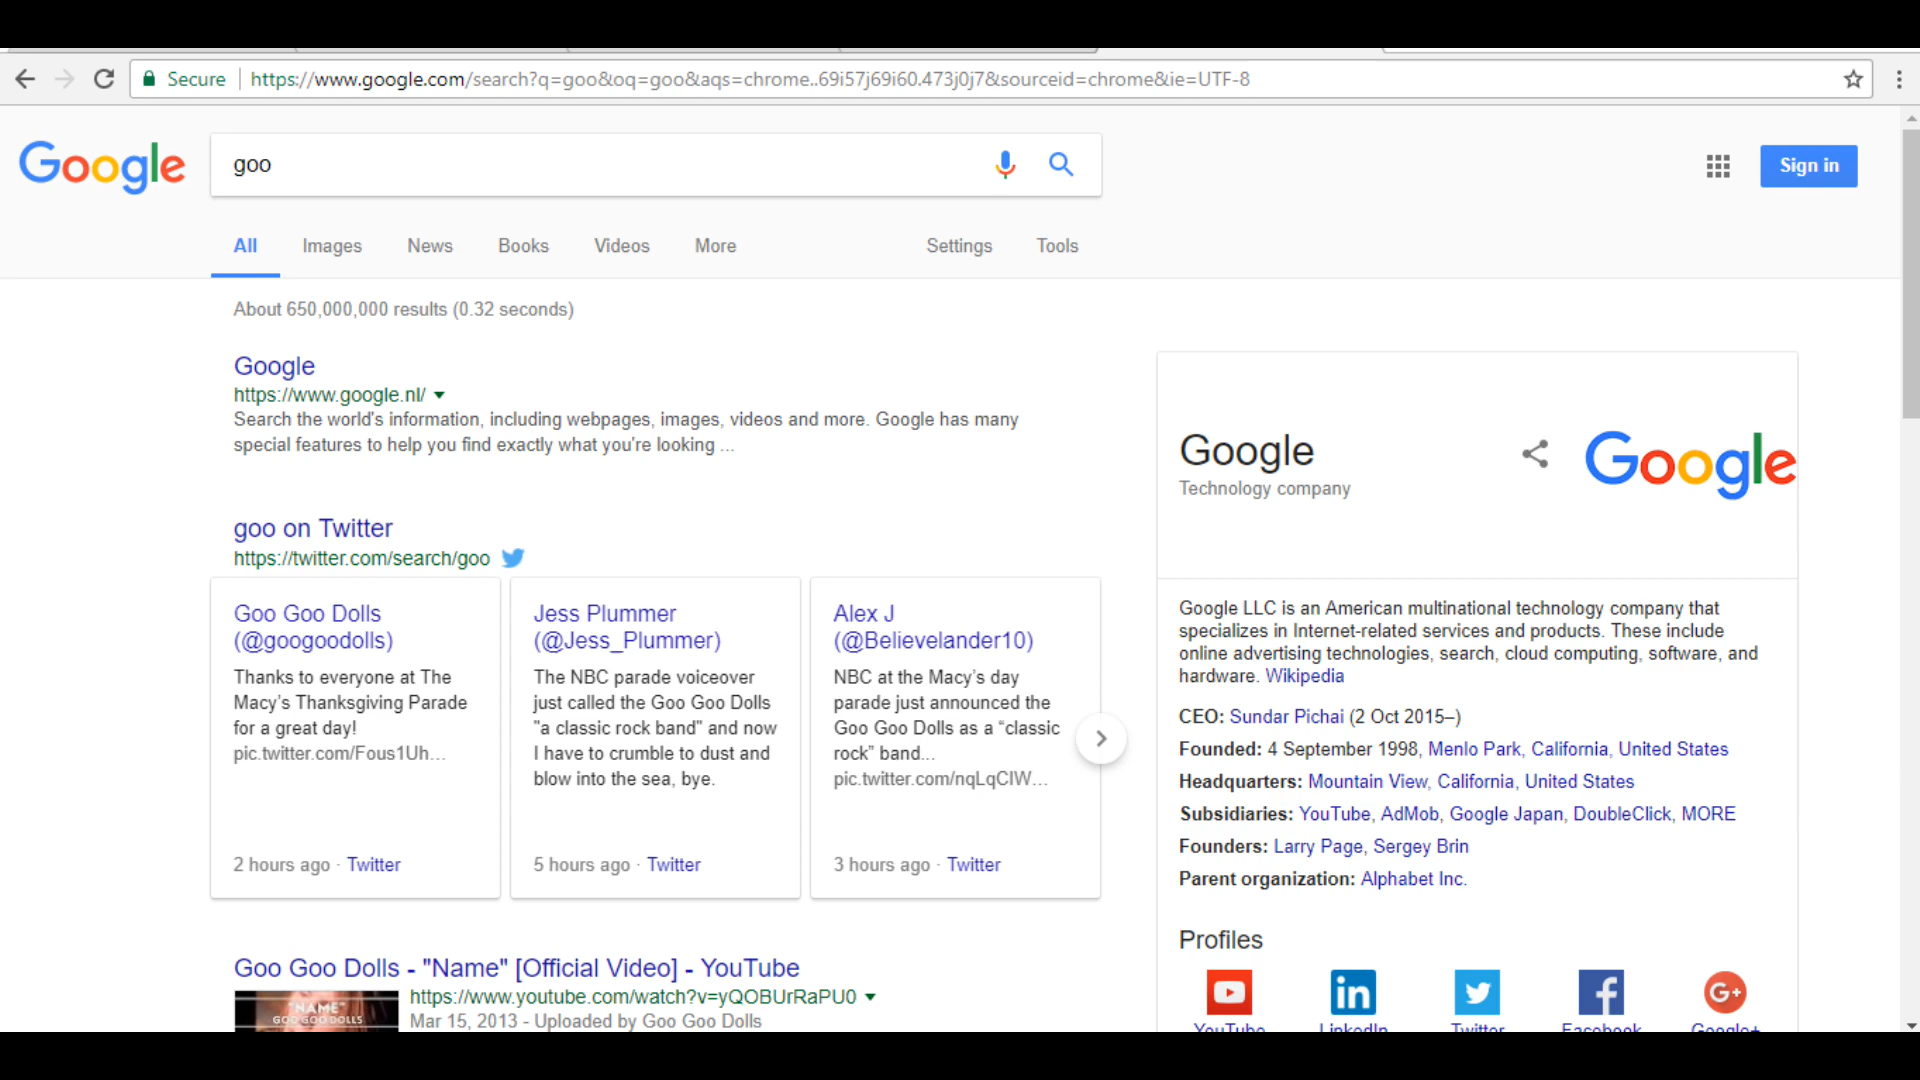 Secure https://www.google.com/search?q=goo&oq=goo&aqs=chrome..69i57j69i60.473j0j7&sourceid=chrome&ie=UTF-8
Google goo Sign in
All Images News Books Videos More Settings Tools
About 650,000,000 results (0.32 seconds)
Google
https://www.google.nl/
Search the world's information, including webpages, images, videos and more. Google has many
special features to help you find exactly what you're looking ...
goo on Twitter
https://twitter.com/search/goo
Goo Goo Dolls
(@googoodolls)
Thanks to everyone at The
Macy's Thanksgiving Parade
for a great day!
pic.twitter.com/Fous1Uh...
2 hours ago · Twitter
Jess Plummer
(@Jess_Plummer)
The NBC parade voiceover
just called the Goo Goo Dolls
"a classic rock band" and now
I have to crumble to dust and
blow into the sea, bye.
5 hours ago · Twitter
Alex J
(@Believelander10)
NBC at the Macy's day
parade just announced the
Goo Goo Dolls as a “classic
rock” band...
pic.twitter.com/nqLqCIW...
3 hours ago · Twitter
Goo Goo Dolls - "Name" [Official Video] - YouTube
"NAME"
GOO GOO DOLLS
https://www.youtube.com/watch?v=yQOBUrRaPU0
Mar 15, 2013 - Uploaded by Goo Goo Dolls
Google
Technology company
Google
Google LLC is an American multinational technology company that
specializes in Internet-related services and products. These include
online advertising technologies, search, cloud computing, software, and
hardware. Wikipedia
CEO: Sundar Pichai (2 Oct 2015–)
Founded: 4 September 1998, Menlo Park, California, United States
Headquarters: Mountain View, California, United States
Subsidiaries: YouTube, AdMob, Google Japan, DoubleClick, MORE
Founders: Larry Page, Sergey Brin
Parent organization: Alphabet Inc.
Profiles
in G+
YouTube LinkedIn Twitter Facebook Google+